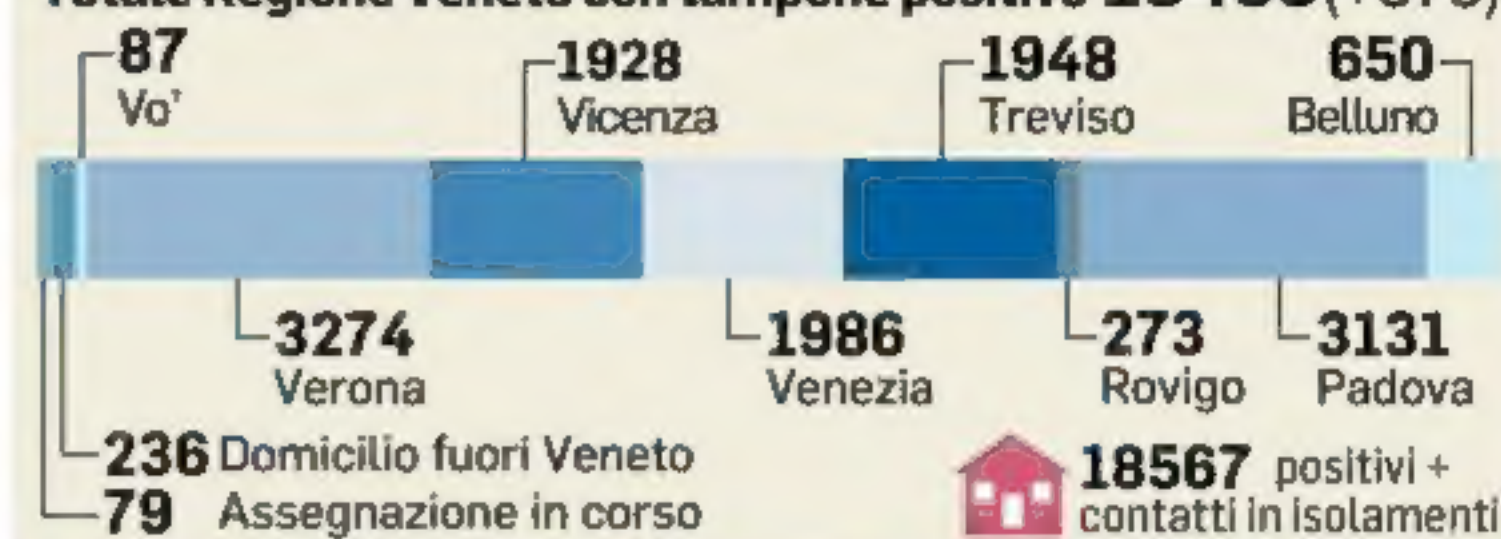 87
Vo'
1928
Vicenza
1948
Treviso
650
Belluno
3274
Verona
1986
Venezia
273
Rovigo
3131
Padova
236 Domicilio fuori Veneto
79 Assegnazione in corso
18567 positivi +
contatti in isolamenti